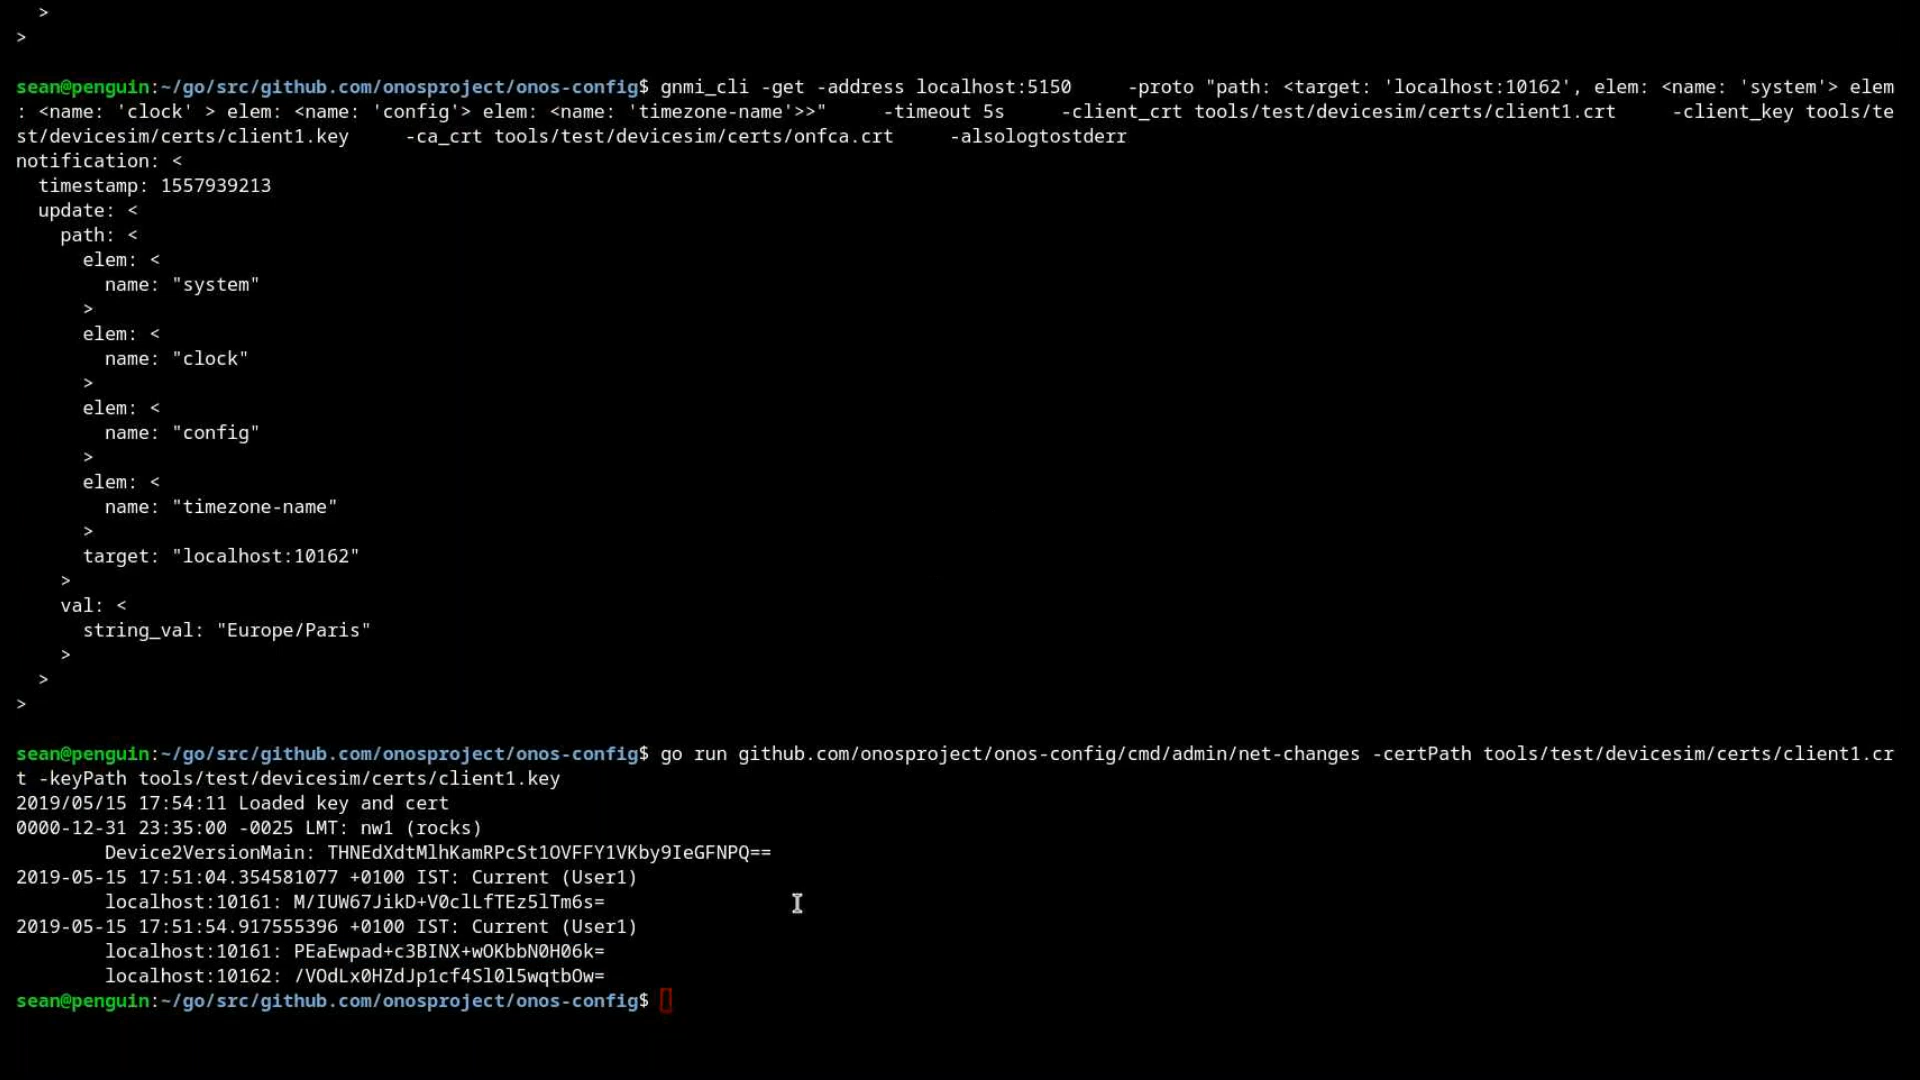 >
>

sean@penguin:~/go/src/github.com/onosproject/onos-config$ gnmi_cli -get -address localhost:5150     -proto "path: <target: 'localhost:10162', elem: <name: 'system'> elem
: <name: 'clock' > elem: <name: 'config'> elem: <name: 'timezone-name'>>"     -timeout 5s     -client_crt tools/test/devicesim/certs/client1.crt     -client_key tools/te
st/devicesim/certs/client1.key     -ca_crt tools/test/devicesim/certs/onfca.crt     -alsologtostderr
notification: <
  timestamp: 1557939213
  update: <
    path: <
      elem: <
        name: "system"
      >
      elem: <
        name: "clock"
      >
      elem: <
        name: "config"
      >
      elem: <
        name: "timezone-name"
      >
      target: "localhost:10162"
    >
    val: <
      string_val: "Europe/Paris"
    >
  >
>

sean@penguin:~/go/src/github.com/onosproject/onos-config$ go run github.com/onosproject/onos-config/cmd/admin/net-changes -certPath tools/test/devicesim/certs/client1.cr
t -keyPath tools/test/devicesim/certs/client1.key
2019/05/15 17:54:11 Loaded key and cert
0000-12-31 23:35:00 -0025 LMT: nw1 (rocks)
        Device2VersionMain: THNEdXdtMlhKamRPcSt1OVFFY1VKby9IeGFNPQ==
2019-05-15 17:51:04.354581077 +0100 IST: Current (User1)
        localhost:10161: M/IUW67JikD+V0clLfTEz5lTm6s=
2019-05-15 17:51:54.917555396 +0100 IST: Current (User1)
        localhost:10161: PEaEwpad+c3BINX+wOKbbN0H06k=
        localhost:10162: /VOdLx0HZdJp1cf4Sl0l5wqtbOw=
sean@penguin:~/go/src/github.com/onosproject/onos-config$